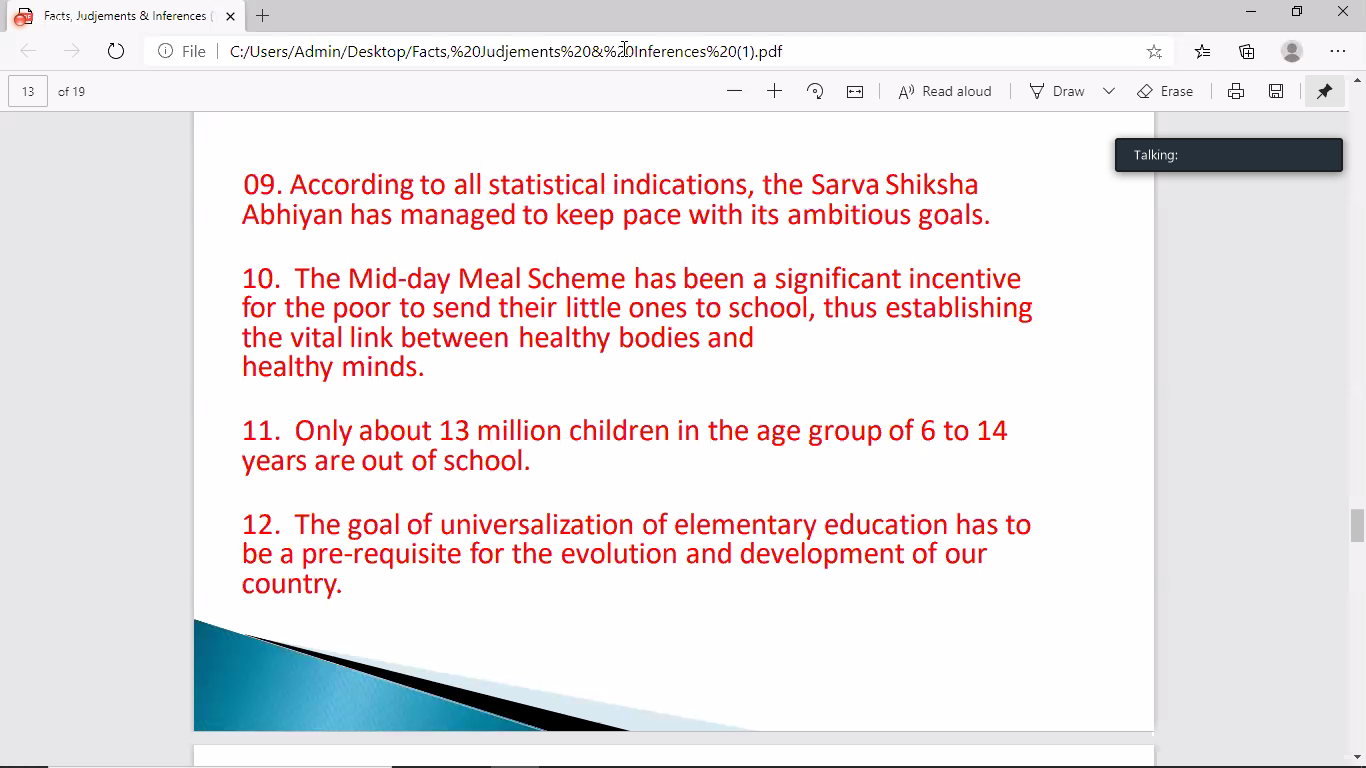 Facts, Judjements & Inferences (
File
C:/Users/Admin/Desktop/Facts,%20Judjements%20&%20Inferences%20(1).pdf
13 of 19
Read aloud
Draw
Erase
Talking:
09. According to all statistical indications, the Sarva Shiksha
Abhiyan has managed to keep pace with its ambitious goals.
10. The Mid-day Meal Scheme has been a significant incentive
for the poor to send their little ones to school, thus establishing
the vital link between healthy bodies and
healthy minds.
11. Only about 13 million children in the age group of 6 to 14
years are out of school.
12. The goal of universalization of elementary education has to
be a pre-requisite for the evolution and development of our
country.